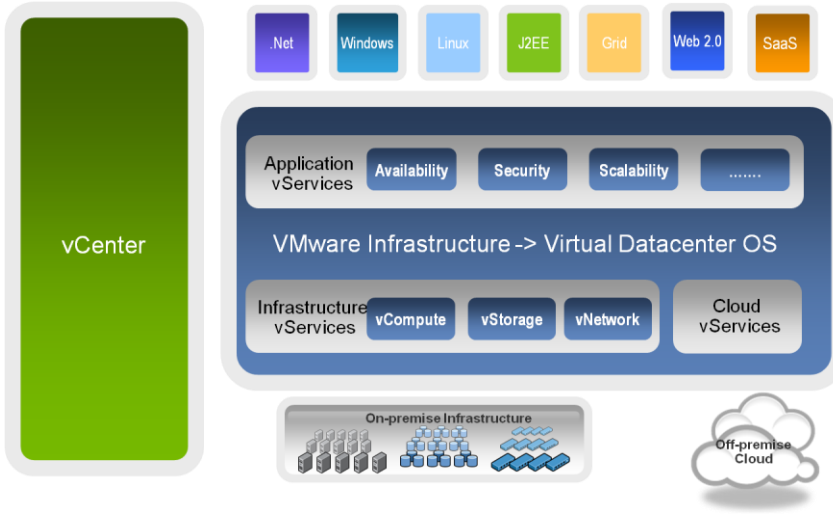 .Net
Windows
Linux
J2EE
Grid
Web 2.0
SaaS
vCenter
Application
vServices
Availability
Security
Scalability
.......
VMware Infrastructure -> Virtual Datacenter OS
Infrastructure
vServices
vCompute
vStorage
vNetwork
Cloud
vServices
On-premise Infrastructure
Off-premise
Cloud